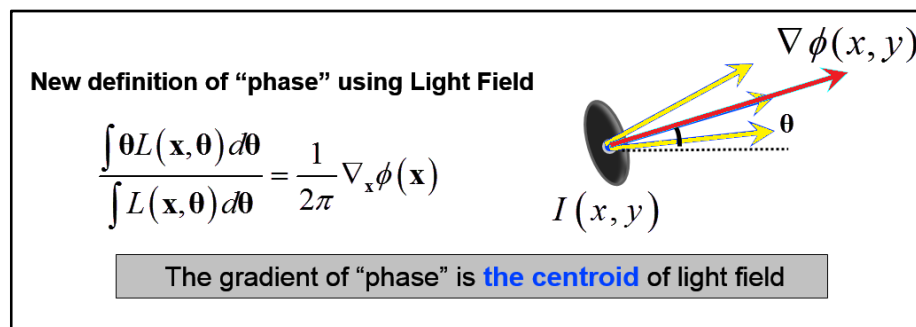 ∇ϕ(x, y)
New definition of “phase” using Light Field
θ
∫θL(x,θ)dθ / ∫L(x,θ)dθ = 1/2π ∇ₓϕ(x)
I(x, y)
The gradient of “phase” is the centroid of light field